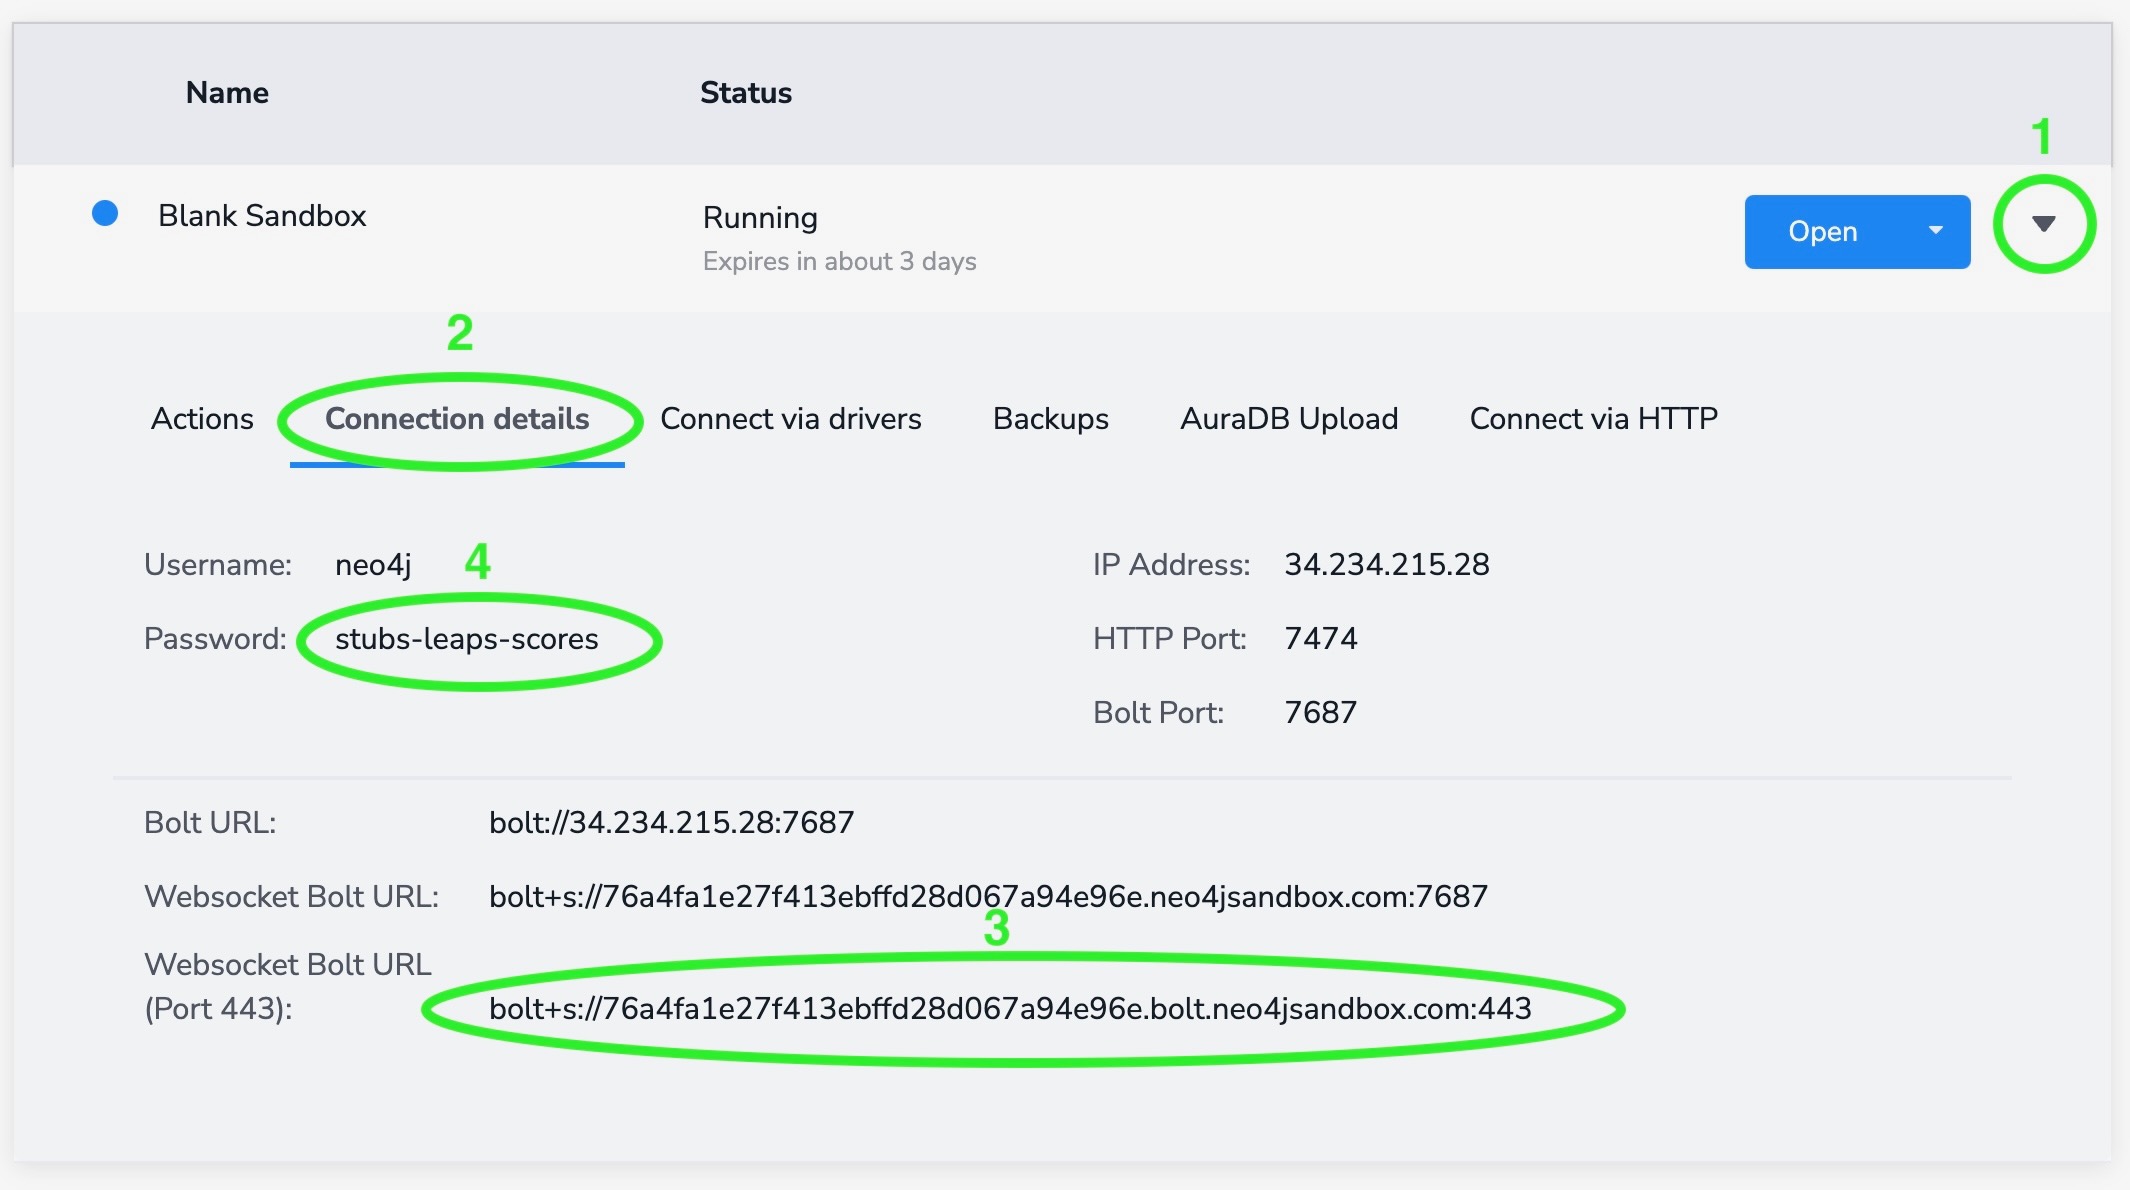 Name Status
1
Blank Sandbox Running Open
Expires in about 3 days
2
Actions Connection details Connect via drivers Backups AuraDB Upload Connect via HTTP
Username: neo4j 4 IP Address: 34.234.215.28
Password: stubs-leaps-scores HTTP Port: 7474
Bolt Port: 7687
Bolt URL: bolt://34.234.215.28:7687
Websocket Bolt URL: bolt+s://76a4fa1e27f413ebffd28d067a94e96e.neo4jsandbox.com:7687
3
Websocket Bolt URL
(Port 443): bolt+s://76a4fa1e27f413ebffd28d067a94e96e.bolt.neo4jsandbox.com:443